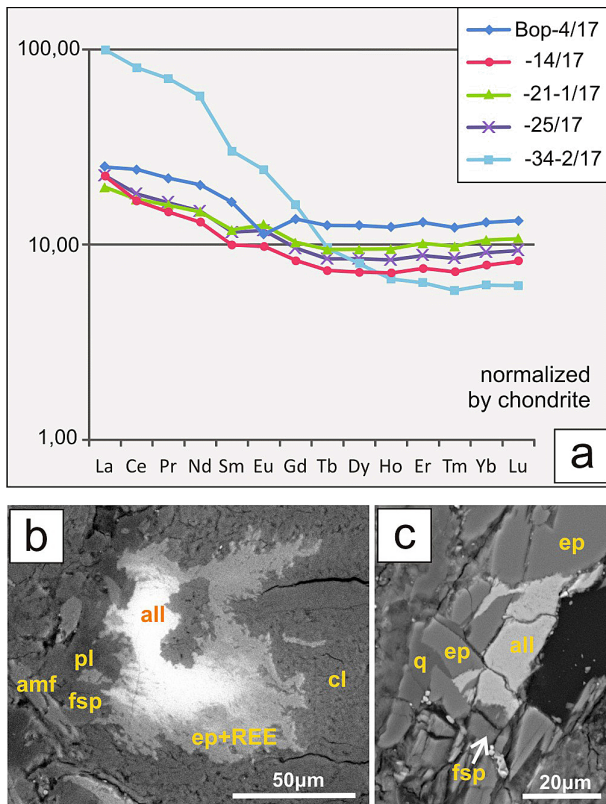 100,00
10,00
1,00
Bop-4/17
-14/17
-21-1/17
-25/17
-34-2/17
normalized
by chondrite
La Ce Pr Nd Sm Eu Gd Tb Dy Ho Er Tm Yb Lu
a
b
all
pl
amf
fsp
cl
ep+REE
50µm
c
ep
all
ep
q
fsp
20µm